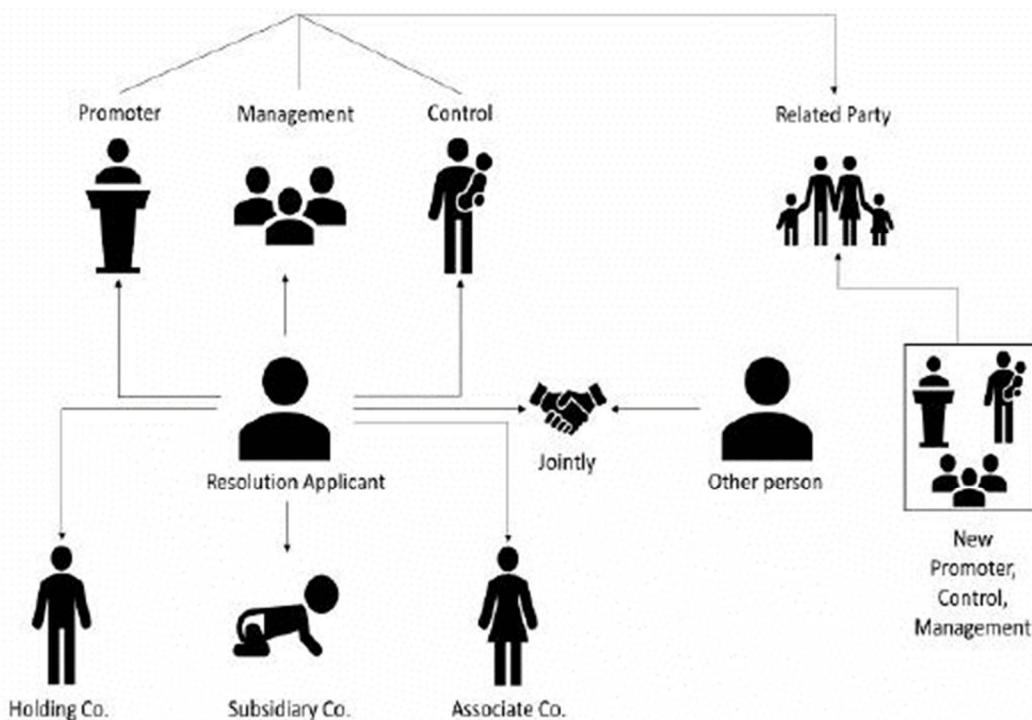 Promoter
Management
Control
Related Party
Resolution Applicant
Jointly
Other person
New
Promoter,
Control,
Management
Holding Co.
Subsidiary Co.
Associate Co.